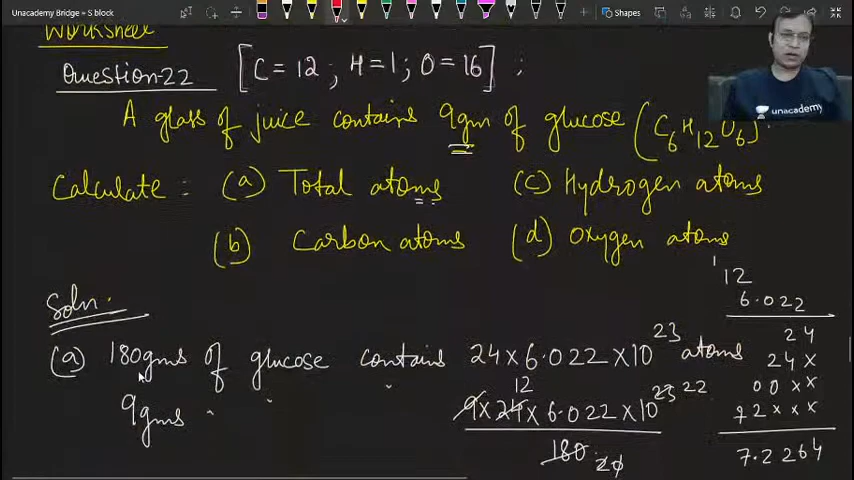 Unacademy Bridge - S block
Shapes
Worksheet
Question-22 [C = 12 ; H = 1 ; O = 16] ;
unacademy
A glass of juice contains 9gm of glucose (C6H12O6).
Calculate : (a) Total atoms (c) Hydrogen atoms
(b) Carbon atoms (d) Oxygen atoms
Soln.
(a) 180gms of glucose contains 24 × 6.022 × 10^23 atoms
9gms 9 × 24 × 6.022 × 10^23 22
12
180 20
12
6.022
24
24×
00××
72×××
7.2264